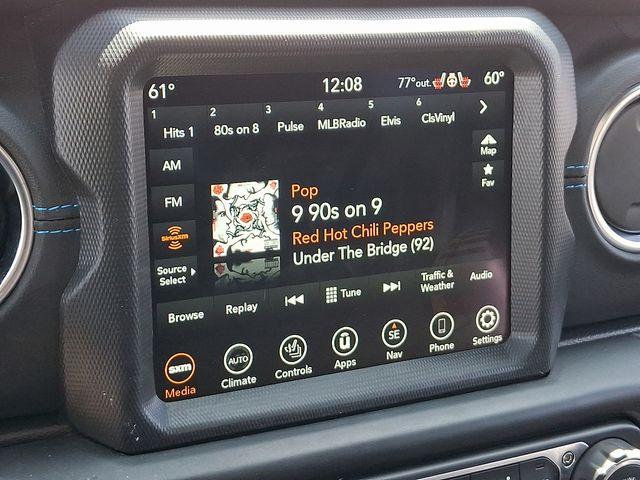 61° 12:08 77°out. 60°
1 2 3 4 5 6
Hits 1 80s on 8 Pulse MLBRadio Elvis ClsVinyl
AM
Map
FM
Fav
Pop
9 90s on 9
SiriusXM
Red Hot Chili Peppers
Under The Bridge (92)
Source
Select
Browse Replay Tune Traffic &
Weather Audio
sxm AUTO U SE
Media Climate Controls Apps Nav Phone Settings